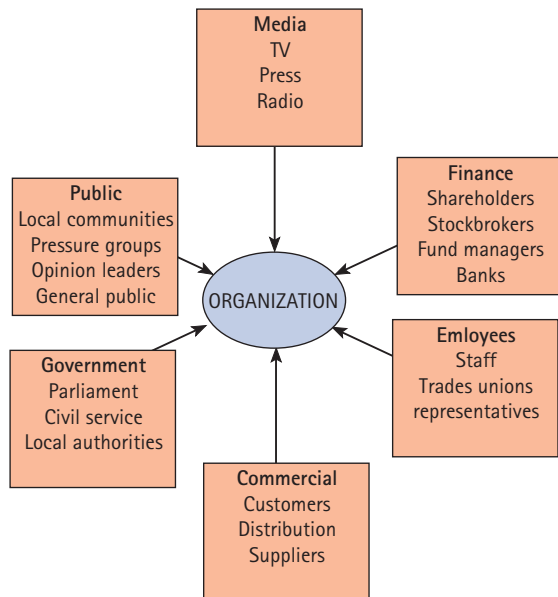 Media
TV
Press
Radio
Public
Local communities
Pressure groups
Opinion leaders
General public
Finance
Shareholders
Stockbrokers
Fund managers
Banks
ORGANIZATION
Government
Parliament
Civil service
Local authorities
Emloyees
Staff
Trades unions
representatives
Commercial
Customers
Distribution
Suppliers